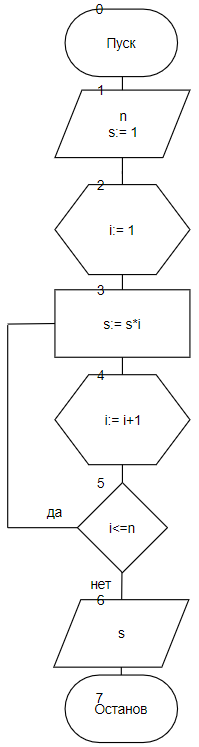 0
Пуск
1
n
s:= 1
2
i:= 1
3
s:= s*i
4
i:= i+1
5
да
i<=n
нет
6
s
7
Останов